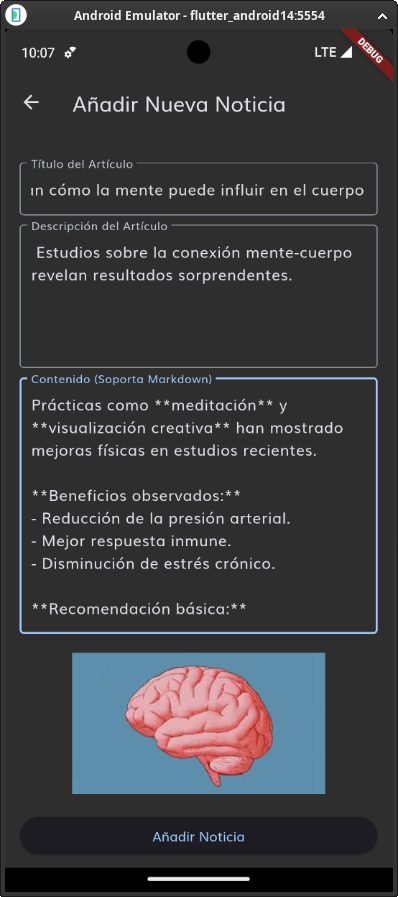 Android Emulator - flutter_android14:5554
10:07
LTE
DEBUG
Añadir Nueva Noticia
Título del Artículo
cómo la mente puede influir en el cuerpo
Descripción del Artículo
Estudios sobre la conexión mente-cuerpo
revelan resultados sorprendentes.
Contenido (Soporta Markdown)
Prácticas como **meditación** y
**visualización creativa** han mostrado
mejoras físicas en estudios recientes.
**Beneficios observados:**
- Reducción de la presión arterial.
- Mejor respuesta inmune.
- Disminución de estrés crónico.
**Recomendación básica:**
Añadir Noticia